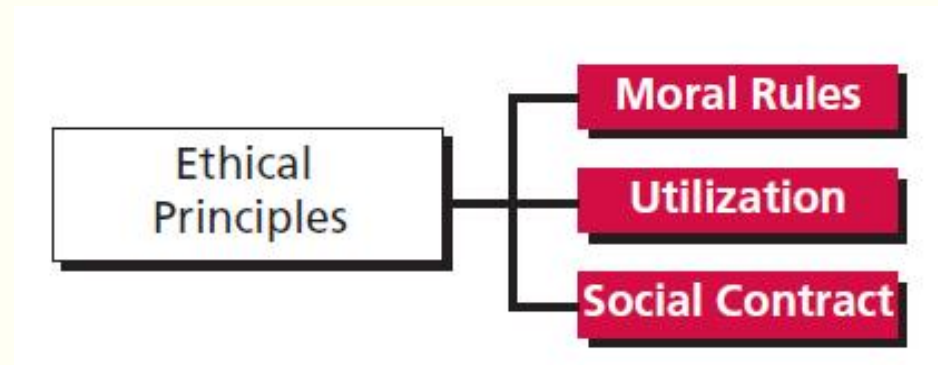 Ethical
Principles
Moral Rules
Utilization
Social Contract